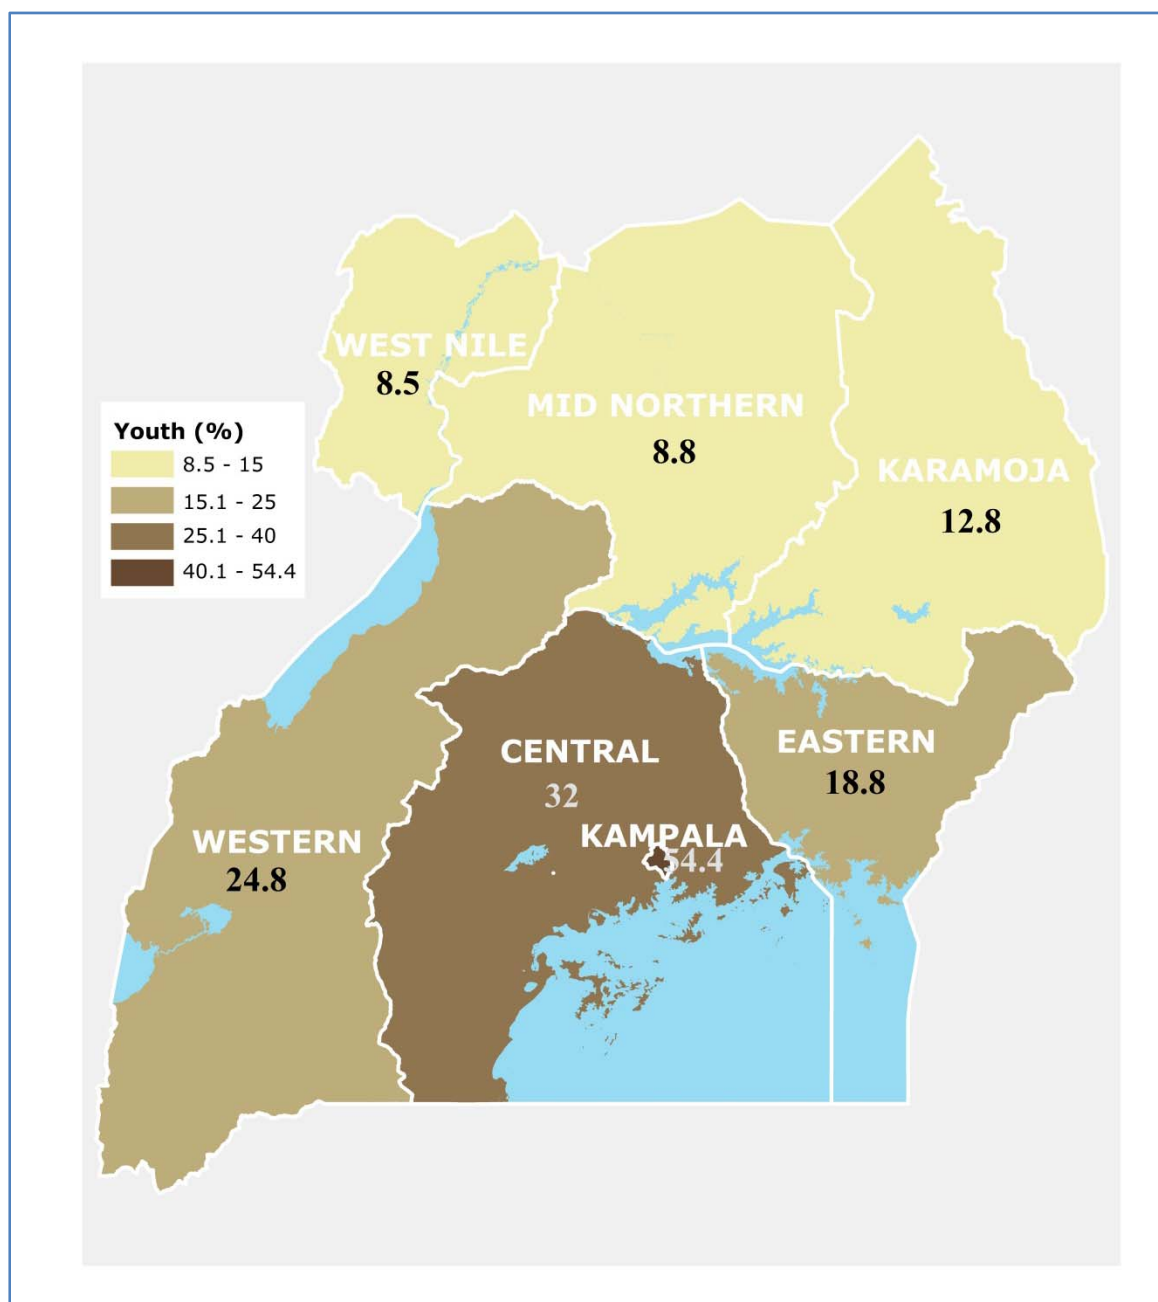 WEST NILE
8.5
MID NORTHERN
8.8
KARAMOJA
12.8
Youth (%)
8.5 - 15
15.1 - 25
25.1 - 40
40.1 - 54.4
CENTRAL
32
EASTERN
18.8
KAMPALA
54.4
WESTERN
24.8